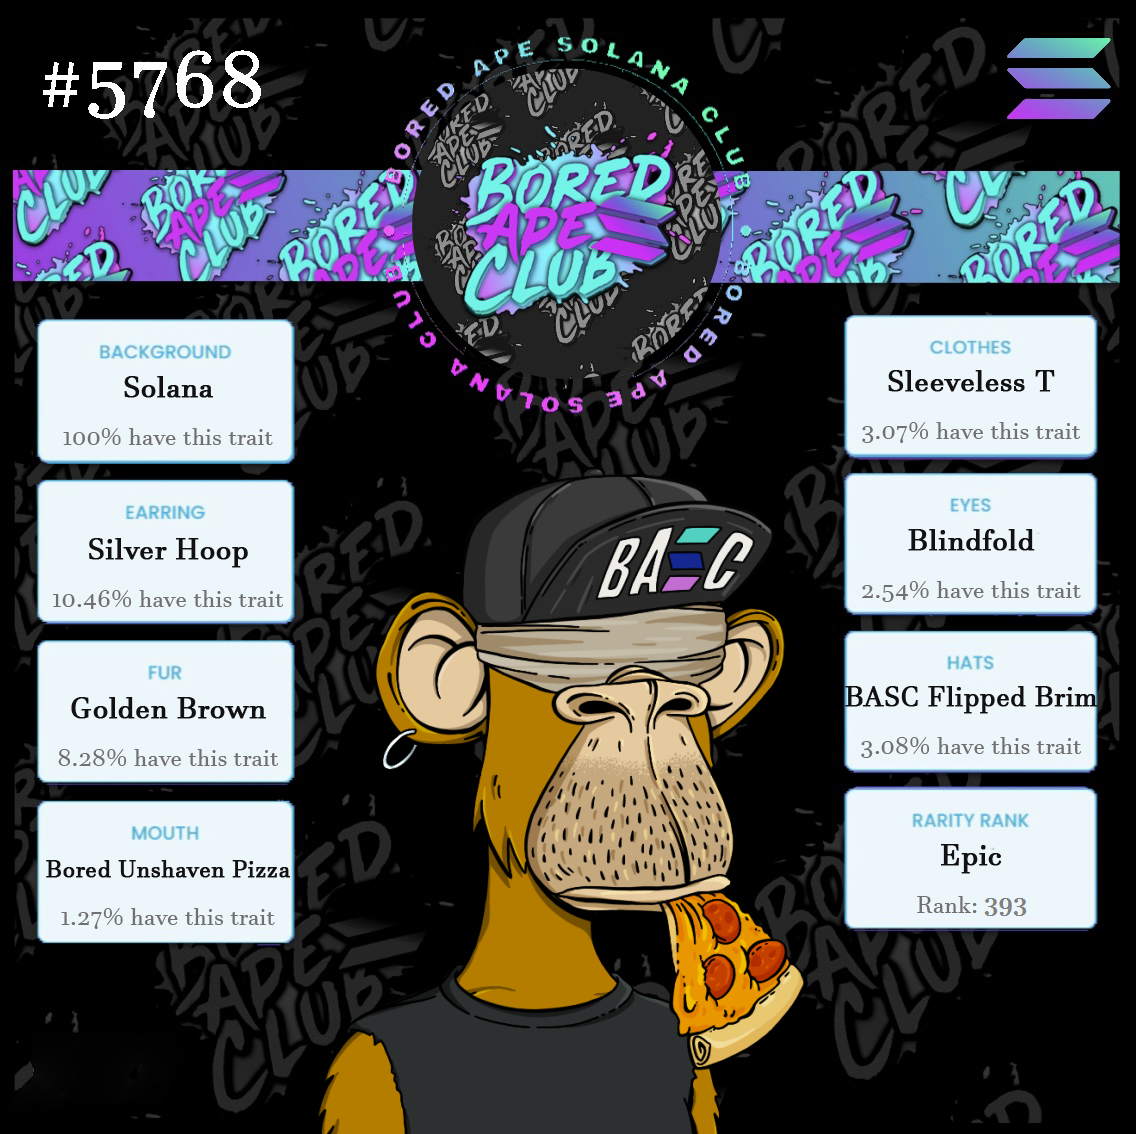 #5768
BORED APE SOLANA CLUB
BORED APE SOLANA CLUB
BORED
APE
CLUB
BACKGROUND
Solana
100% have this trait
EARRING
Silver Hoop
10.46% have this trait
FUR
Golden Brown
8.28% have this trait
MOUTH
Bored Unshaven Pizza
1.27% have this trait
CLOTHES
Sleeveless T
3.07% have this trait
EYES
Blindfold
2.54% have this trait
HATS
BASC Flipped Brim
3.08% have this trait
RARITY RANK
Epic
Rank: 393
BASC